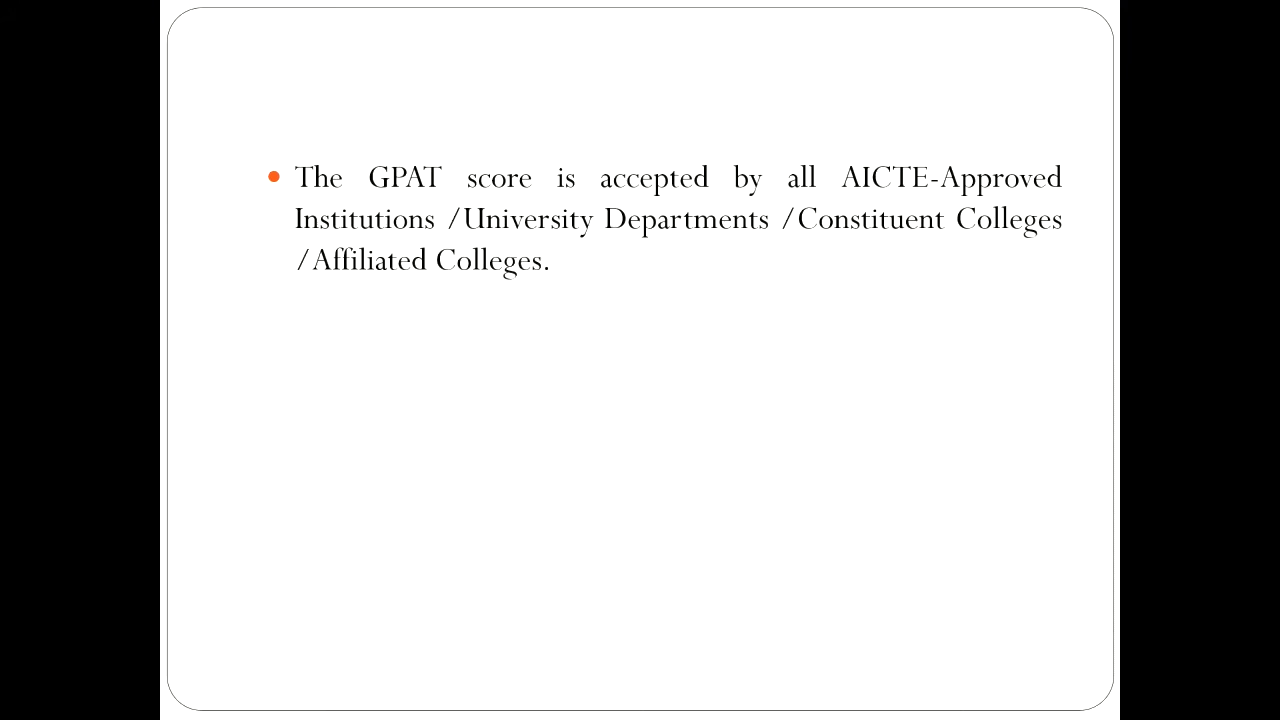 The GPAT score is accepted by all AICTE-Approved
Institutions /University Departments /Constituent Colleges
/Affiliated Colleges.